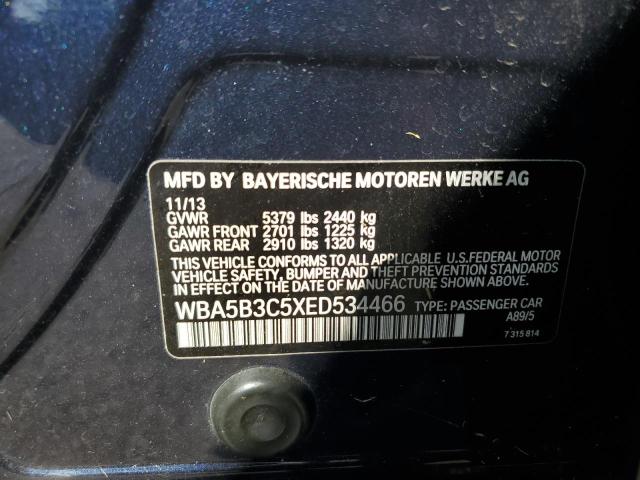 MFD BY BAYERISCHE MOTOREN WERKE AG
11/13
GVWR 5379 lbs 2440 kg
GAWR FRONT 2701 lbs 1225 kg
GAWR REAR 2910 lbs 1320 kg
THIS VEHICLE CONFORMS TO ALL APPLICABLE U.S.FEDERAL MOTOR
VEHICLE SAFETY, BUMPER AND THEFT PREVENTION STANDARDS
IN EFFECT ON THE DATE OF MANUFACTURE SHOWN ABOVE.
WBA5B3C5XED534466 TYPE: PASSENGER CAR
A89/5
7 315 814